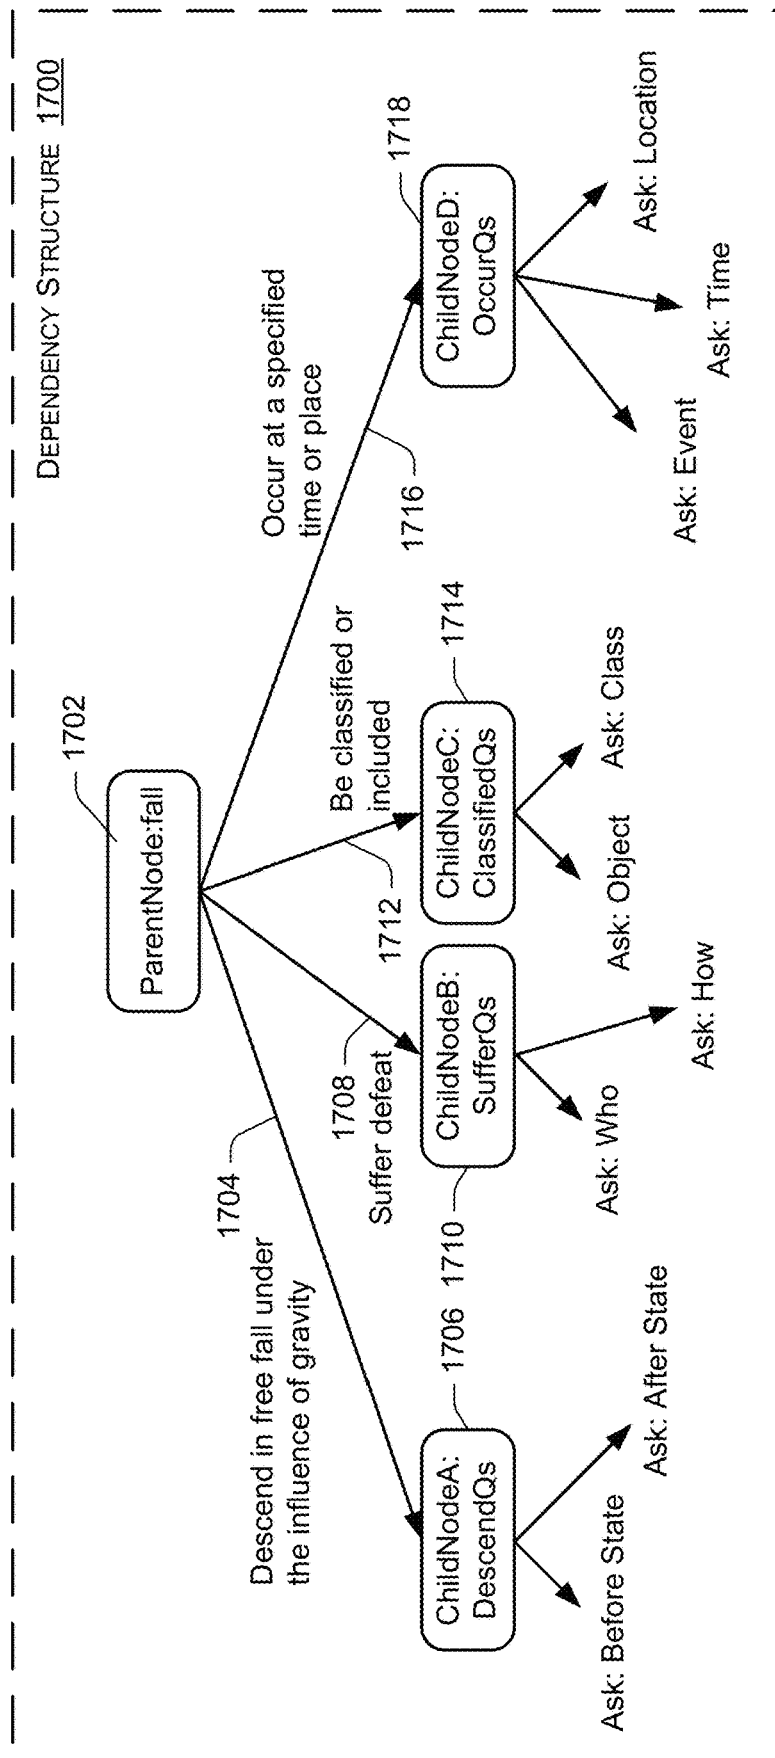 DEPENDENCY STRUCTURE 1700
1702
ParentNode:fall
1704
Descend in free fall under
the influence of gravity
1708
Suffer defeat
1712
Be classified or
included
Occur at a specified
time or place
1716
1706
ChildNodeA:
DescendQs
1710
ChildNodeB:
SufferQs
1714
ChildNodeC:
ClassifiedQs
1718
ChildNodeD:
OccurQs
Ask: Before State
Ask: After State
Ask: Who
Ask: How
Ask: Object
Ask: Class
Ask: Event
Ask: Time
Ask: Location